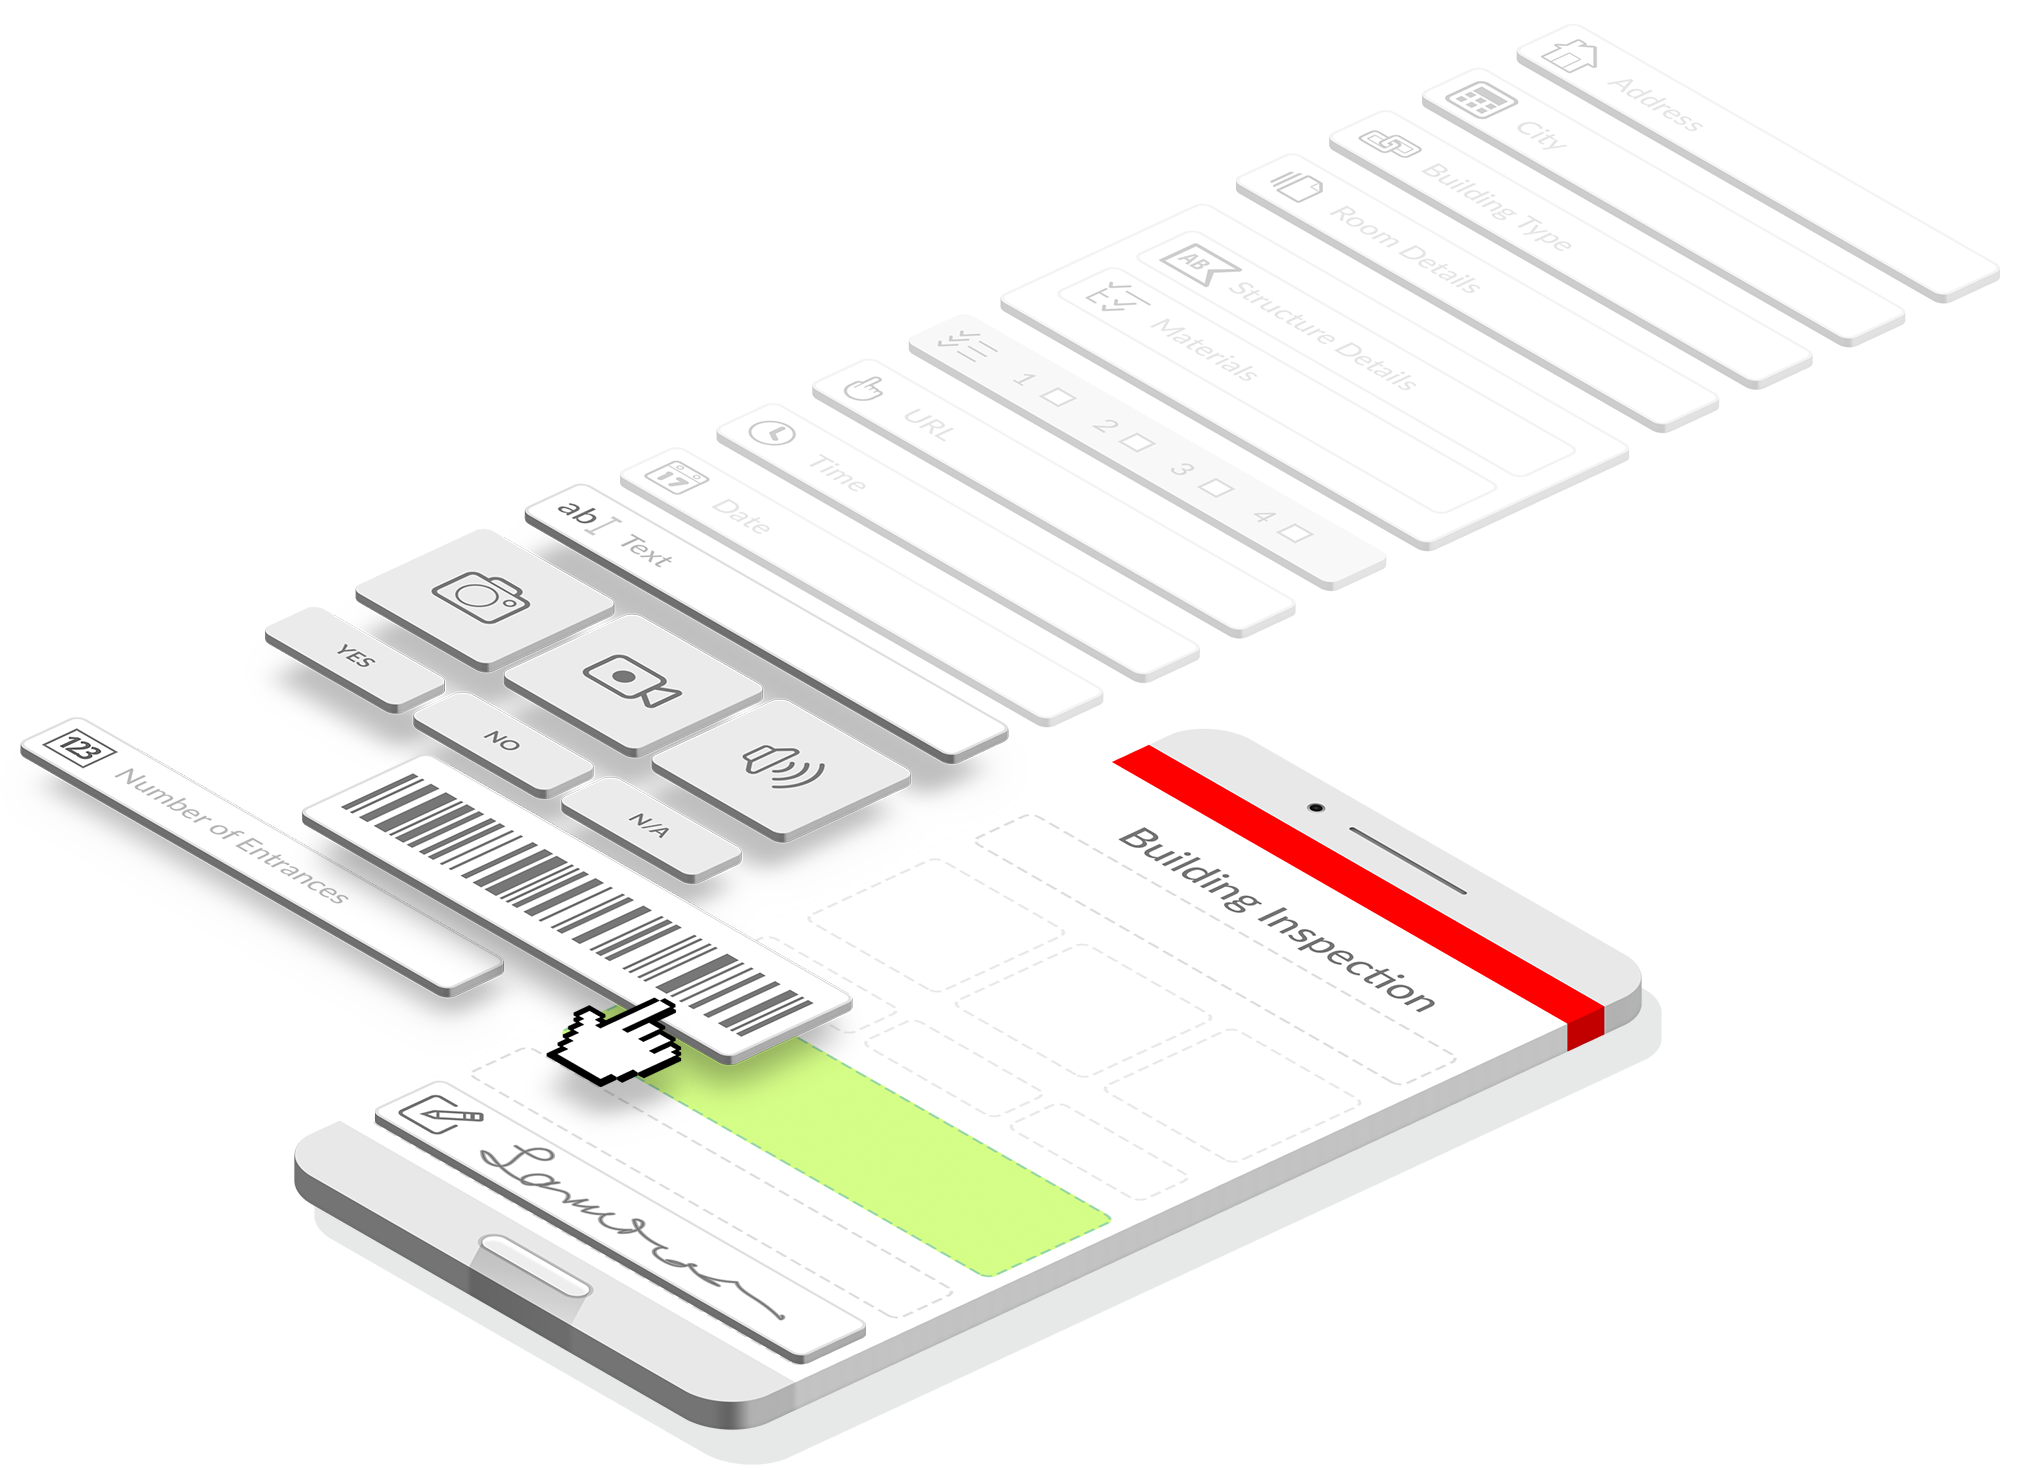 Address
City
Building Type
Room Details
AB
Structure Details
Materials
1 2 3 4
URL
Time
17
Date
ab
Text
YES
NO
N/A
123
Number of Entrances
Building Inspection